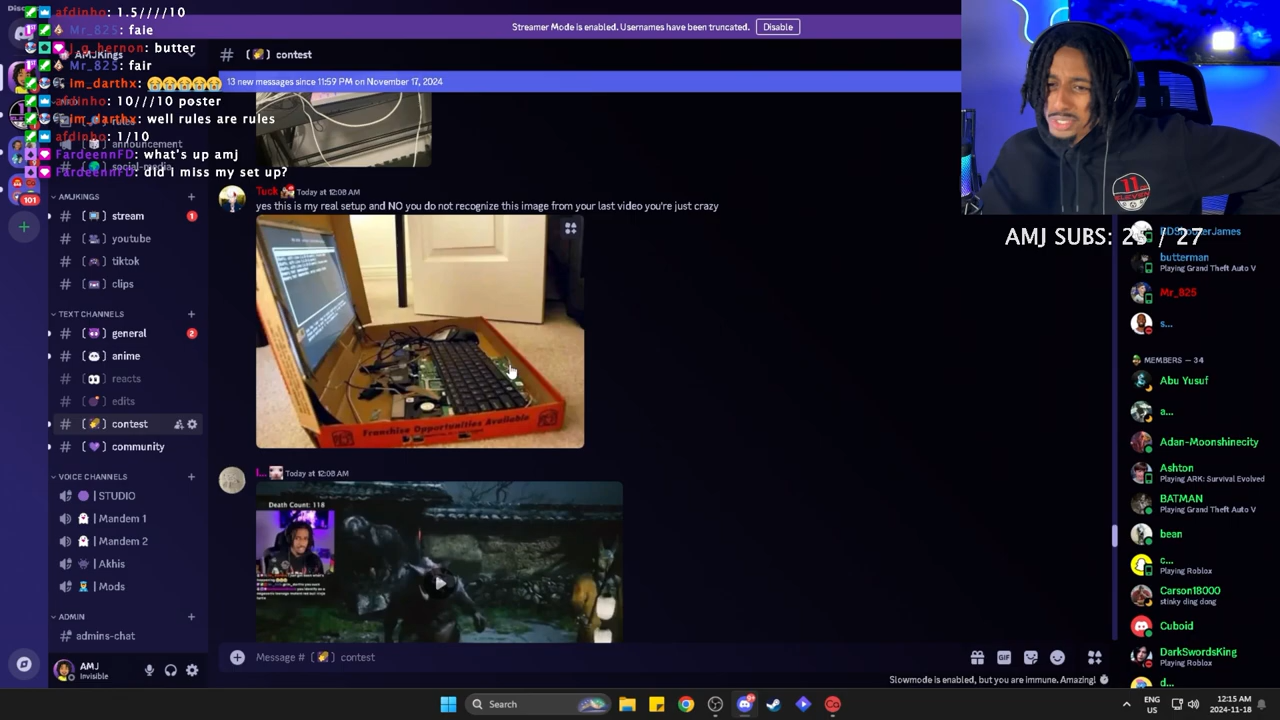 afdinho: 1.5////10
Mr_825: fale
j_g_hernon: butter
Mr_825: fair
im_darthx:
afdinho: 10///10 poster
im_darthx: well rules are rules
afdinho: 1/10
FardeennFD: what's up amj
FardeennFD: did I miss my set up?
Streamer Mode is enabled. Usernames have been truncated. Disable
AMJKings
# contest
13 new messages since 11:59 PM on November 17, 2024
announcement
social-media
101
AMJKINGS
# stream 1
# youtube
# tiktok
# clips
TEXT CHANNELS
# general 2
# anime
# reacts
# edits
# contest
# community
VOICE CHANNELS
| STUDIO
| Mandem 1
| Mandem 2
| Akhis
| Mods
ADMIN
# admins-chat
AMJ
Invisible
Tuck Today at 12:08 AM
yes this is my real setup and NO you do not recognize this image from your last video you're just crazy
Franchise Opportunities Available
I... Today at 12:08 AM
Death Count: 118
Message # contest
GIF
Slowmode is enabled, but you are immune. Amazing!
11
ELEVEN
AMJ SUBS: 25 / 27
butterman
Playing Grand Theft Auto V
Mr_825
s...
MEMBERS — 34
Abu Yusuf
a...
Adan-Moonshinecity
Ashton
Playing ARK: Survival Evolved
BATMAN
Playing Grand Theft Auto V
bean
c...
Playing Roblox
Carson18000
stinky ding dong
Cuboid
DarkSwordsKing
Playing Roblox
d...
Search
ENG
US
12:15 AM
2024-11-18